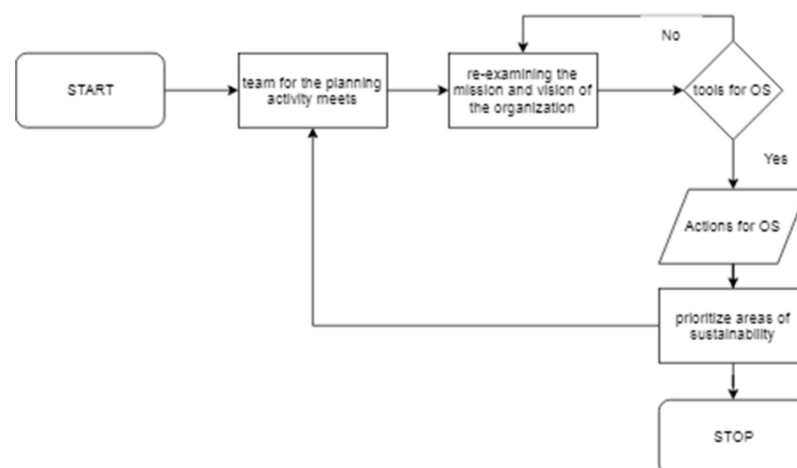 No
START
team for the planning
activity meets
re-examining the
mission and vision of
the organization
tools for OS
Yes
Actions for OS
prioritize areas of
sustainability
STOP